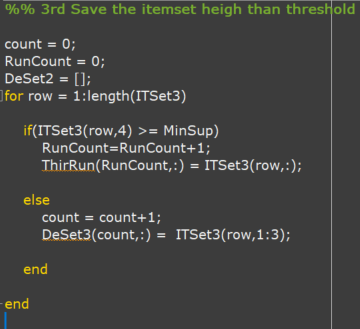 %% 3rd Save the itemset heigh than threshold
count = 0;
RunCount = 0;
DeSet2 = [];
for row = 1:length(ITSet3)
if(ITSet3(row,4) >= MinSup)
RunCount=RunCount+1;
ThirRun(RunCount,:) = ITSet3(row,:);
else
count = count+1;
DeSet3(count,:) =  ITSet3(row,1:3);
end
end